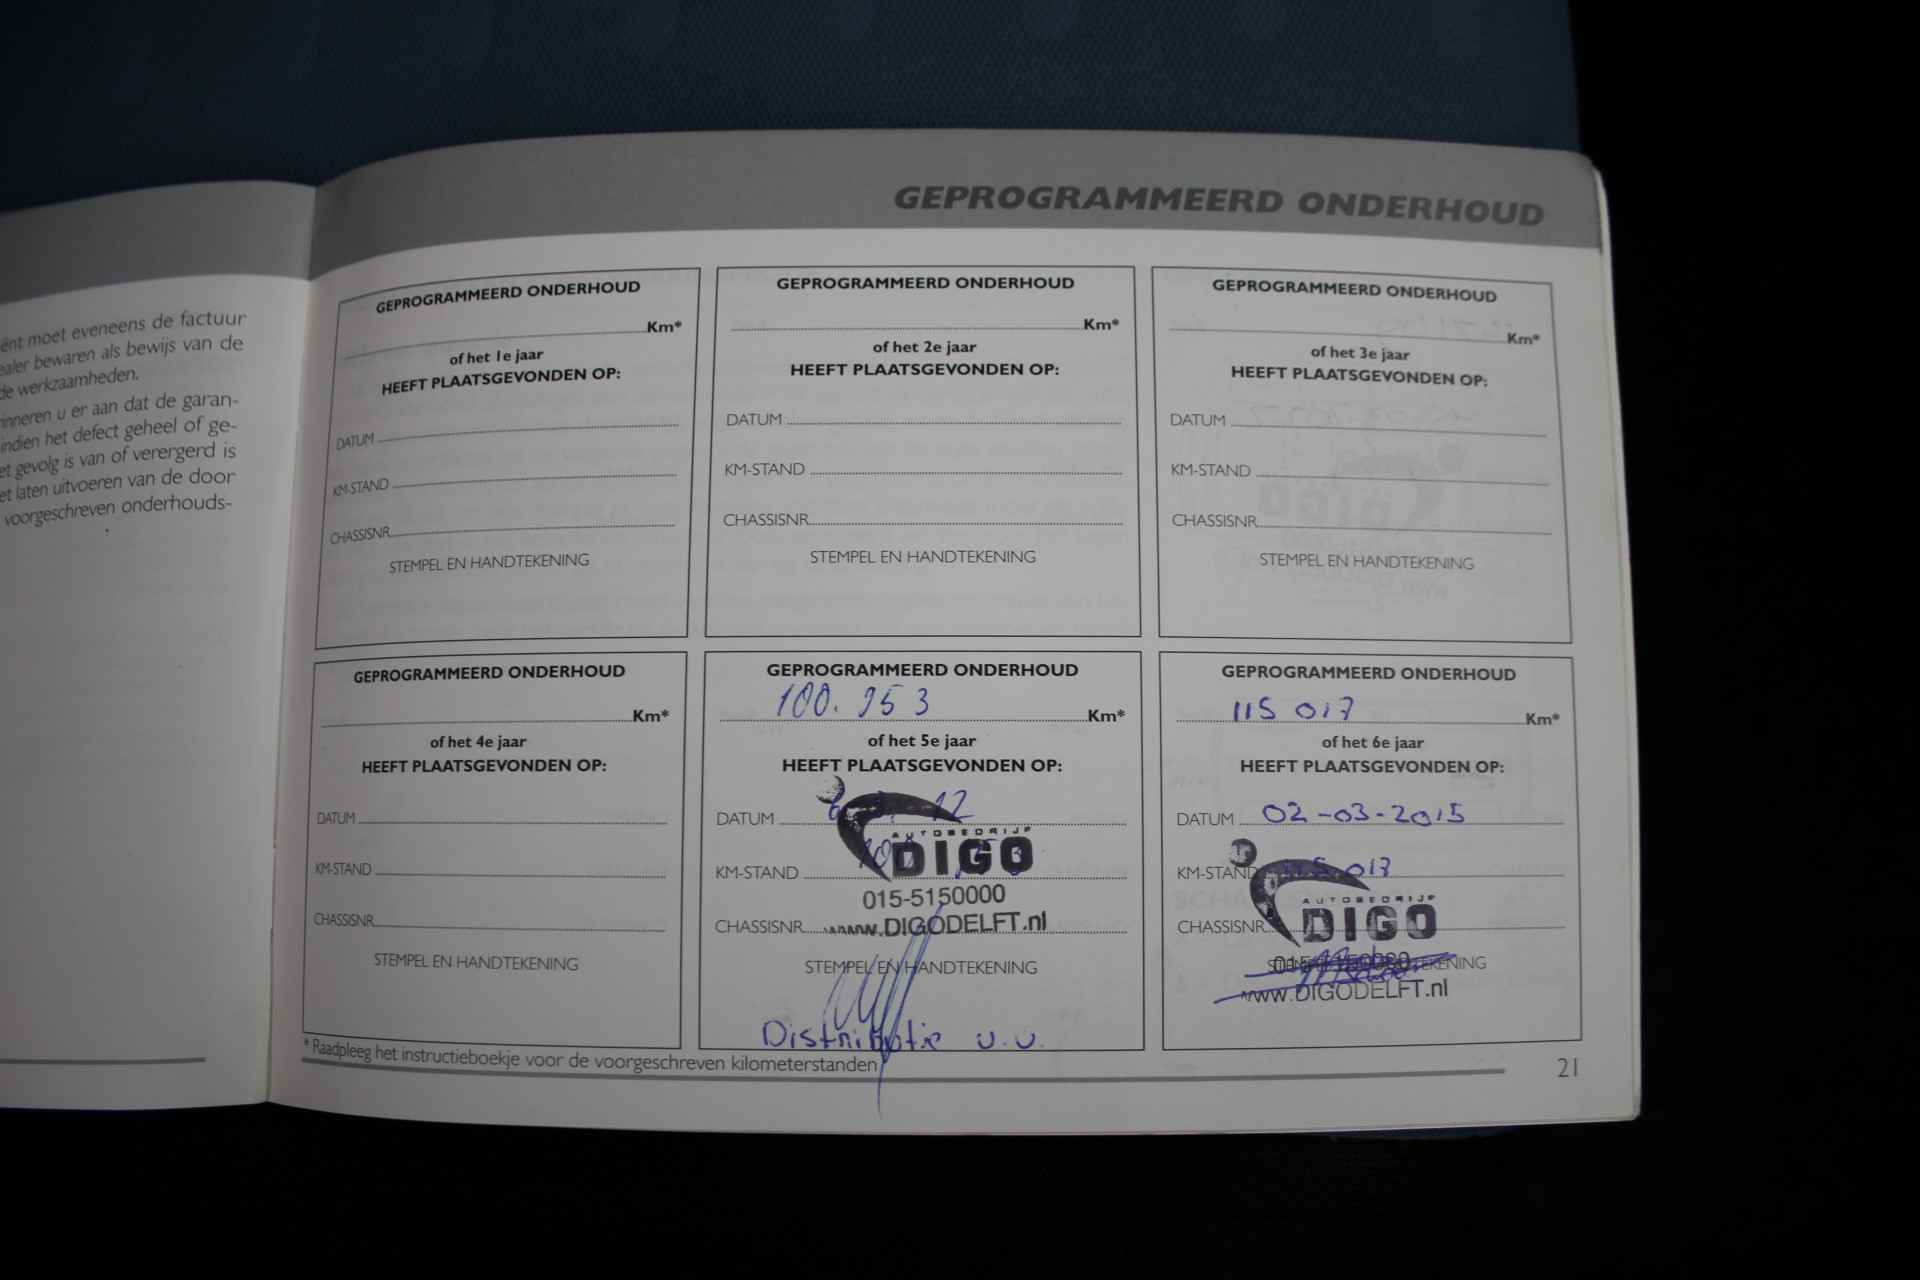 ënt moet eveneens de factuur
ealer bewaren als bewijs van de
de werkzaamheden.
inneren u er aan dat de garan-
indien het defect geheel of ge-
et gevolg is van of verergerd is
et laten uitvoeren van de door
voorgeschreven onderhouds-
GEPROGRAMMEERD ONDERHOUD
GEPROGRAMMEERD ONDERHOUD
Km*
of het 1e jaar
HEEFT PLAATSGEVONDEN OP:
DATUM
KM-STAND
CHASSISNR
STEMPEL EN HANDTEKENING
GEPROGRAMMEERD ONDERHOUD
Km*
of het 2e jaar
HEEFT PLAATSGEVONDEN OP:
DATUM
KM-STAND
CHASSISNR
STEMPEL EN HANDTEKENING
GEPROGRAMMEERD ONDERHOUD
Km*
of het 3e jaar
HEEFT PLAATSGEVONDEN OP:
DATUM
KM-STAND
CHASSISNR
STEMPEL EN HANDTEKENING
GEPROGRAMMEERD ONDERHOUD
Km*
of het 4e jaar
HEEFT PLAATSGEVONDEN OP:
DATUM
KM-STAND
CHASSISNR
STEMPEL EN HANDTEKENING
GEPROGRAMMEERD ONDERHOUD
100.953 Km*
of het 5e jaar
HEEFT PLAATSGEVONDEN OP:
DATUM
AUTOBEDRIJF
DIGO
KM-STAND
015-5150000
CHASSISNR www.DIGODELFT.nl
STEMPEL EN HANDTEKENING
Distributie v.v.
GEPROGRAMMEERD ONDERHOUD
115 017 Km*
of het 6e jaar
HEEFT PLAATSGEVONDEN OP:
DATUM 02-03-2015
KM-STAND 115 017
AUTOBEDRIJF
CHASSISNR DIGO
STEMPEL EN HANDTEKENING
www.DIGODELFT.nl
* Raadpleeg het instructieboekje voor de voorgeschreven kilometerstanden
21